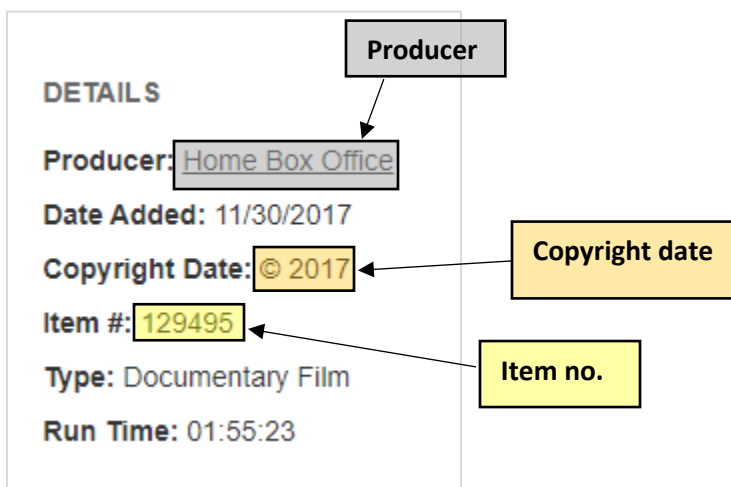 Producer
DETAILS
Producer: Home Box Office
Date Added: 11/30/2017
Copyright Date: © 2017
Copyright date
Item #: 129495
Item no.
Type: Documentary Film
Run Time: 01:55:23